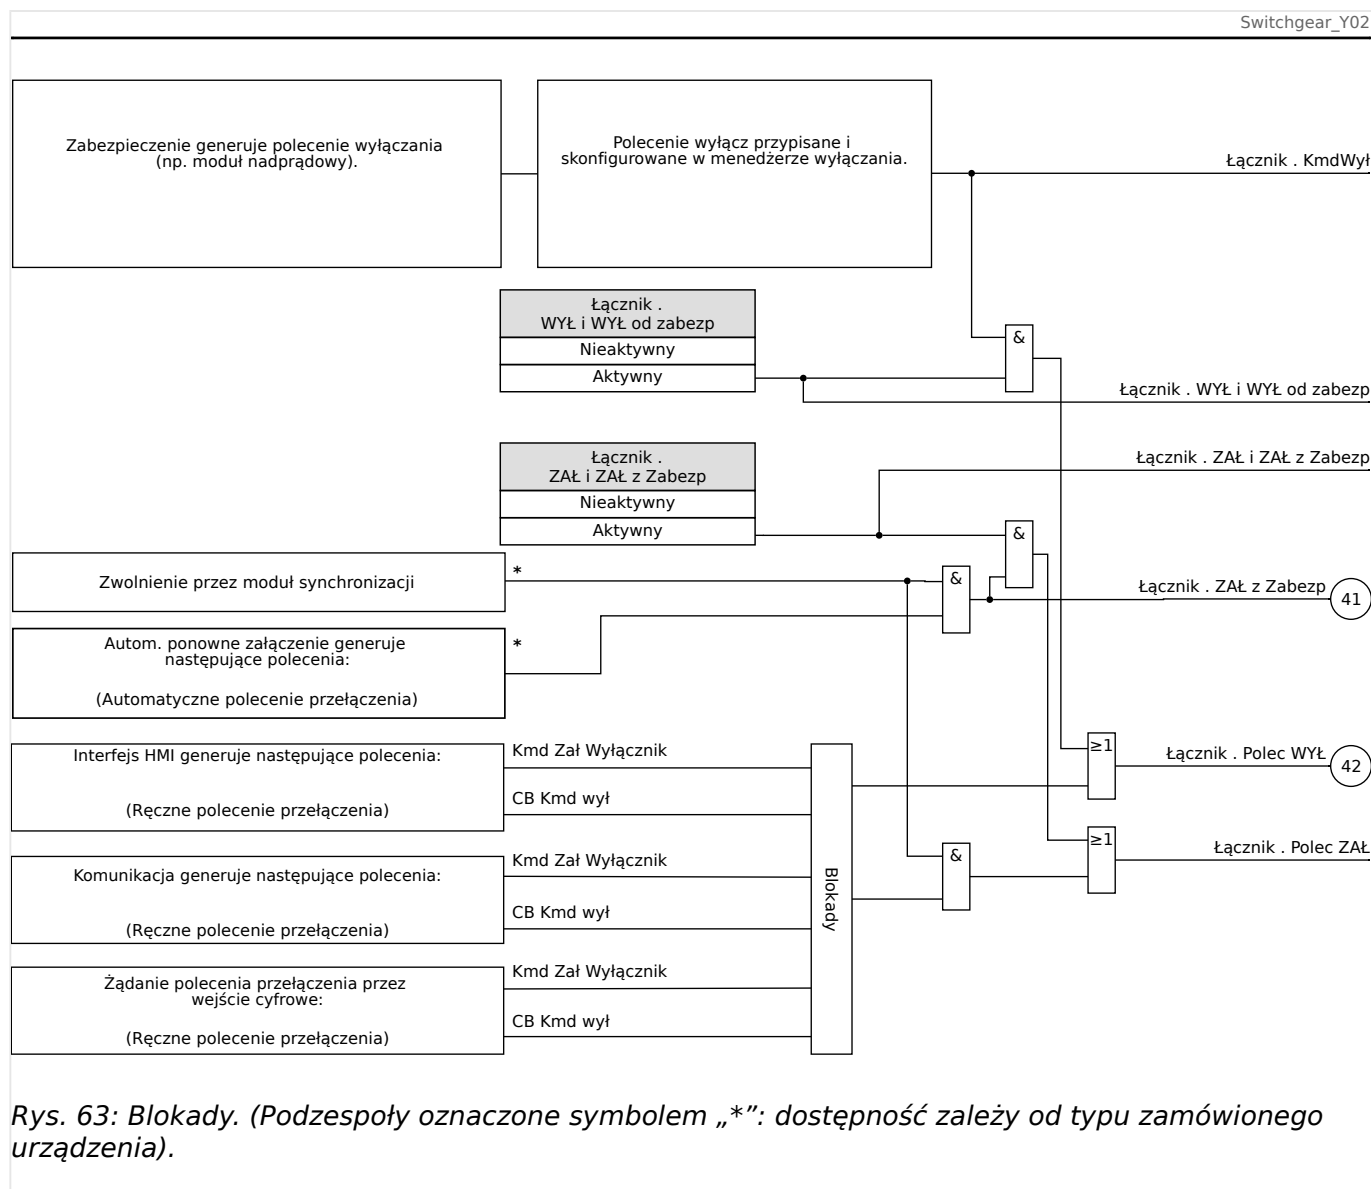 Switchgear_Y02
Zabezpieczenie generuje polecenie wyłączania
(np. moduł nadprądowy).
Polecenie wyłącz przypisane i
skonfigurowane w menedżerze wyłączania.
Łącznik . KmdWył
Łącznik .
WYŁ i WYŁ od zabezp
Nieaktywny
Aktywny
&
Łącznik . WYŁ i WYŁ od zabezp
Łącznik .
ZAŁ i ZAŁ z Zabezp
Nieaktywny
Aktywny
Łącznik . ZAŁ i ZAŁ z Zabezp
&
Zwolnienie przez moduł synchronizacji
*
&
Łącznik . ZAŁ z Zabezp
41
Autom. ponowne załączenie generuje
następujące polecenia:
(Automatyczne polecenie przełączenia)
*
Interfejs HMI generuje następujące polecenia:
(Ręczne polecenie przełączenia)
Kmd Zał Wyłącznik
CB Kmd wył
≥1
Łącznik . Polec WYŁ
42
Komunikacja generuje następujące polecenia:
(Ręczne polecenie przełączenia)
Kmd Zał Wyłącznik
CB Kmd wył
Blokady
&
≥1
Łącznik . Polec ZAŁ
Żądanie polecenia przełączenia przez
wejście cyfrowe:
(Ręczne polecenie przełączenia)
Kmd Zał Wyłącznik
CB Kmd wył
Rys. 63: Blokady. (Podzespoły oznaczone symbolem „*”: dostępność zależy od typu zamówionego
urządzenia).